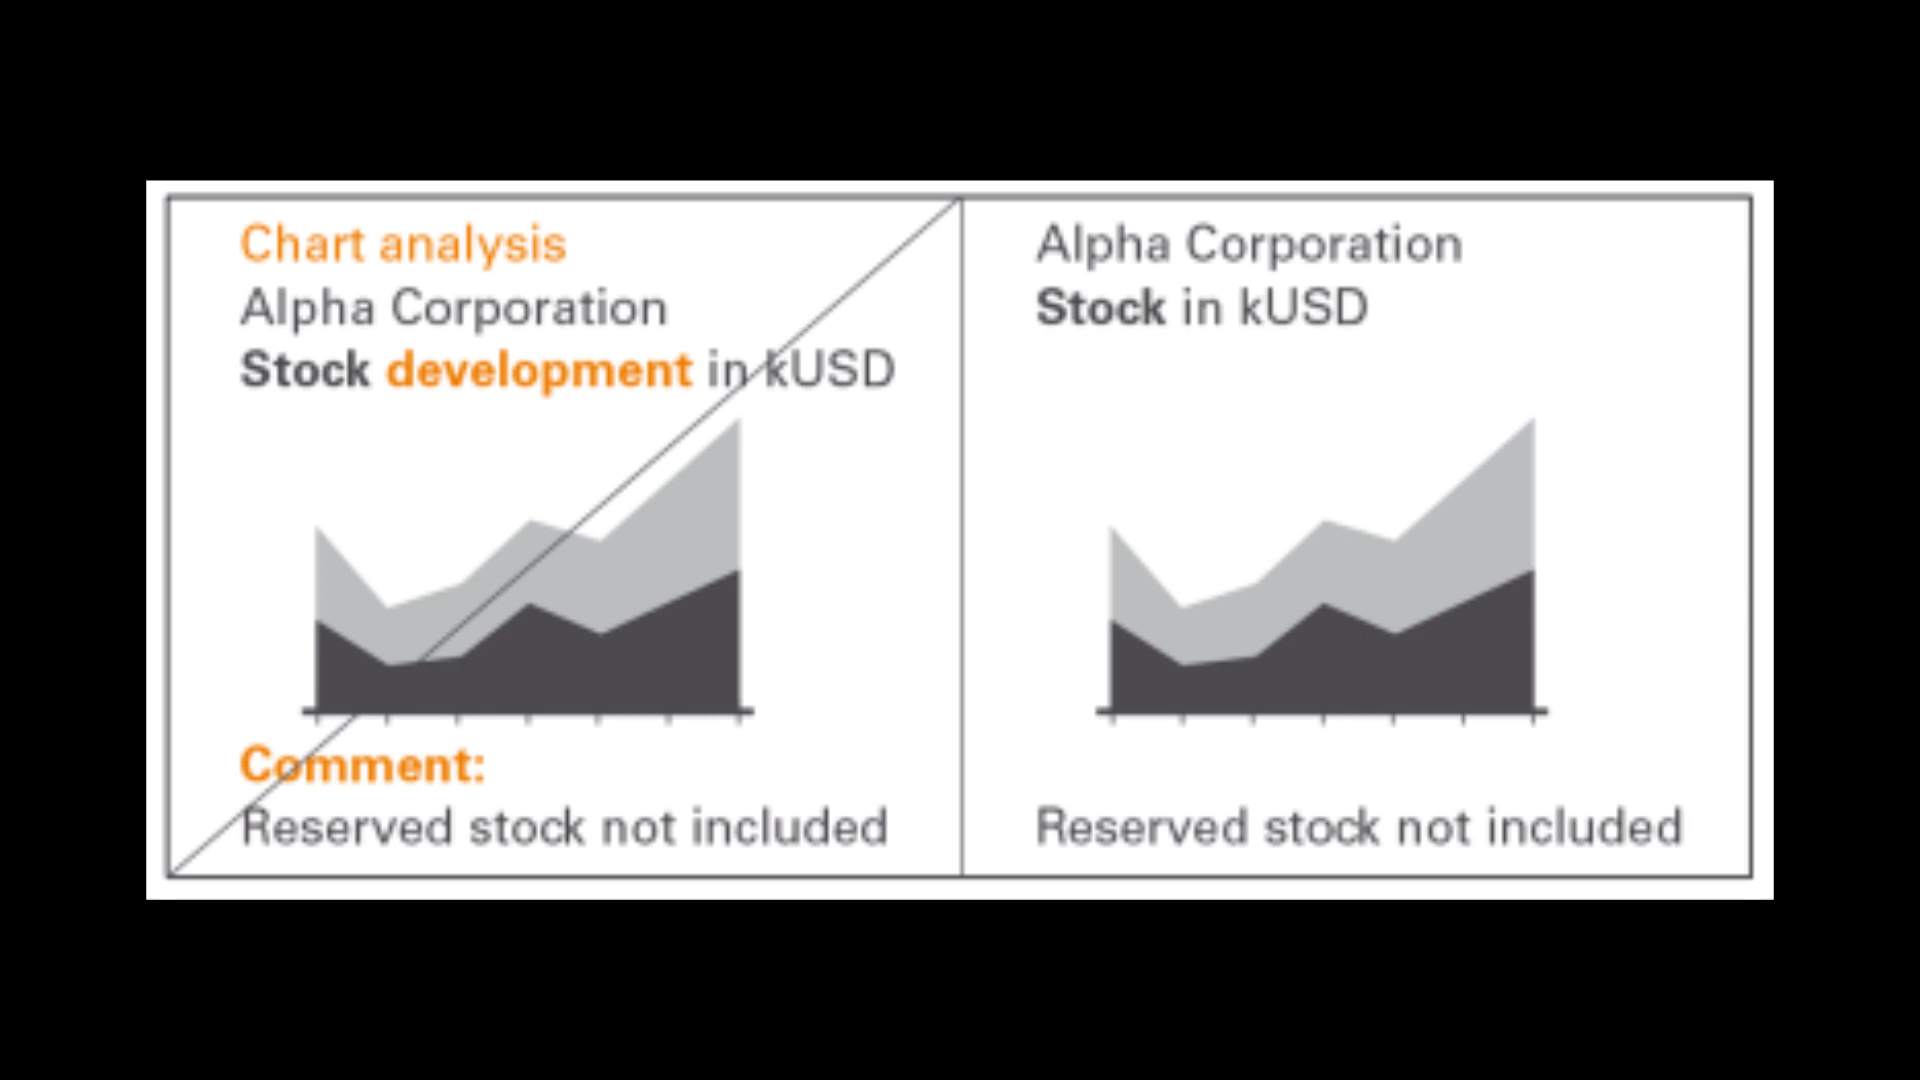 Chart analysis
Alpha Corporation
Stock development in kUSD
Comment:
Reserved stock not included
Alpha Corporation
Stock in kUSD
Reserved stock not included